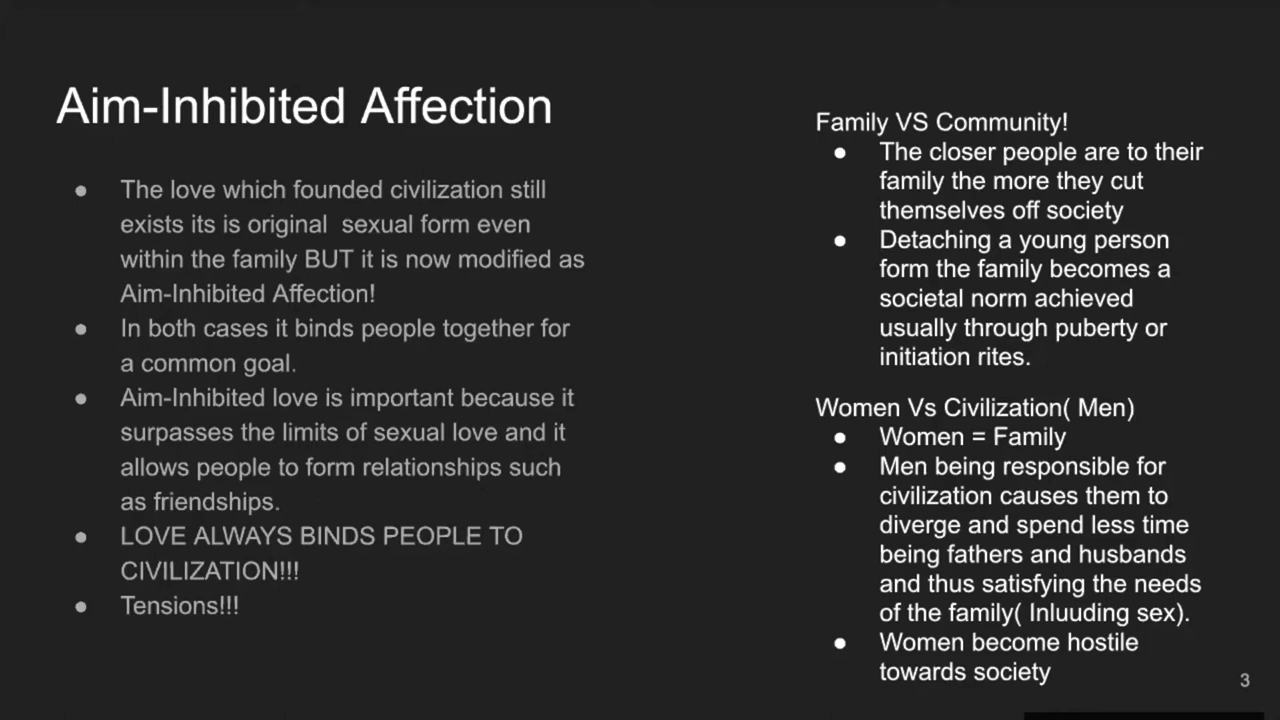 Aim-Inhibited Affection
● The love which founded civilization still
exists its is original  sexual form even
within the family BUT it is now modified as
Aim-Inhibited Affection!
● In both cases it binds people together for
a common goal.
● Aim-Inhibited love is important because it
surpasses the limits of sexual love and it
allows people to form relationships such
as friendships.
● LOVE ALWAYS BINDS PEOPLE TO
CIVILIZATION!!!
● Tensions!!!
Family VS Community!
● The closer people are to their
family the more they cut
themselves off society
● Detaching a young person
form the family becomes a
societal norm achieved
usually through puberty or
initiation rites.
Women Vs Civilization( Men)
● Women = Family
● Men being responsible for
civilization causes them to
diverge and spend less time
being fathers and husbands
and thus satisfying the needs
of the family( Inluuding sex).
● Women become hostile
towards society
3